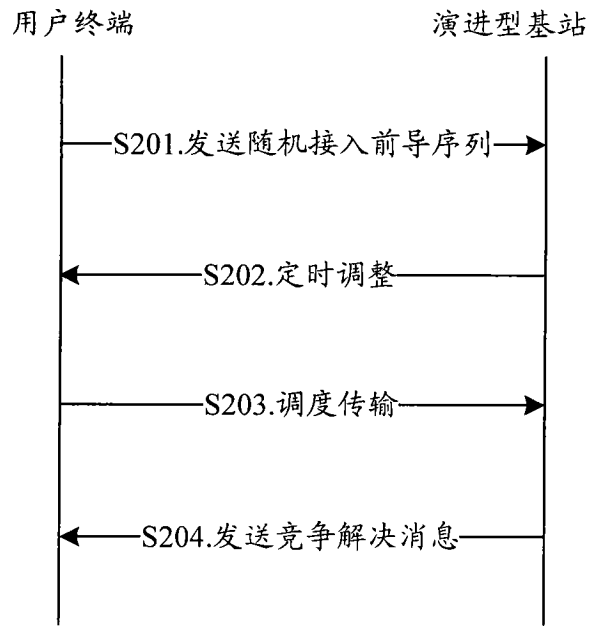 用户终端
演进型基站
S201.发送随机接入前导序列
S202.定时调整
S203.调度传输
S204.发送竞争解决消息